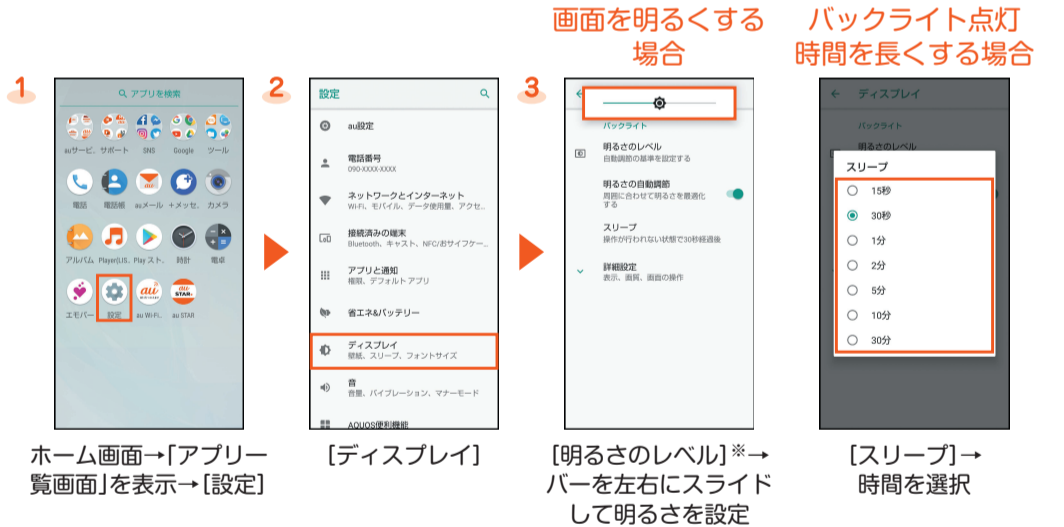 画面を明るくする
場合
バックライト点灯
時間を長くする場合
1
アプリを検索
auサービ..
サポート
SNS
Google
ツール
電話
電話帳
auメール
+メッセ..
カメラ
アルバム
Player(LIS..
Play スト..
時計
電卓
エモパー
設定
au Wi-Fi..
au STAR
ホーム画面→「アプリ一
覧画面」を表示→[設定]
2
設定
au設定
電話番号
090-XXXX-XXXX
ネットワークとインターネット
Wi-Fi、モバイル、データ使用量、アクセ..
接続済みの端末
Bluetooth、キャスト、NFC/おサイフケー..
アプリと通知
権限、デフォルト アプリ
省エネ&バッテリー
ディスプレイ
壁紙、スリープ、フォントサイズ
音
音量、バイブレーション、マナーモード
AQUOS便利機能
[ディスプレイ]
3
バックライト
明るさのレベル
自動調節の基準を設定する
明るさの自動調節
周囲に合わせて明るさを最適化
する
スリープ
操作が行われない状態で30秒経過後
詳細設定
表示、画質、画面の操作
[明るさのレベル]※→
バーを左右にスライド
して明るさを設定
ディスプレイ
バックライト
明るさのレベル
スリープ
15秒
30秒
1分
2分
5分
10分
30分
[スリープ]→
時間を選択